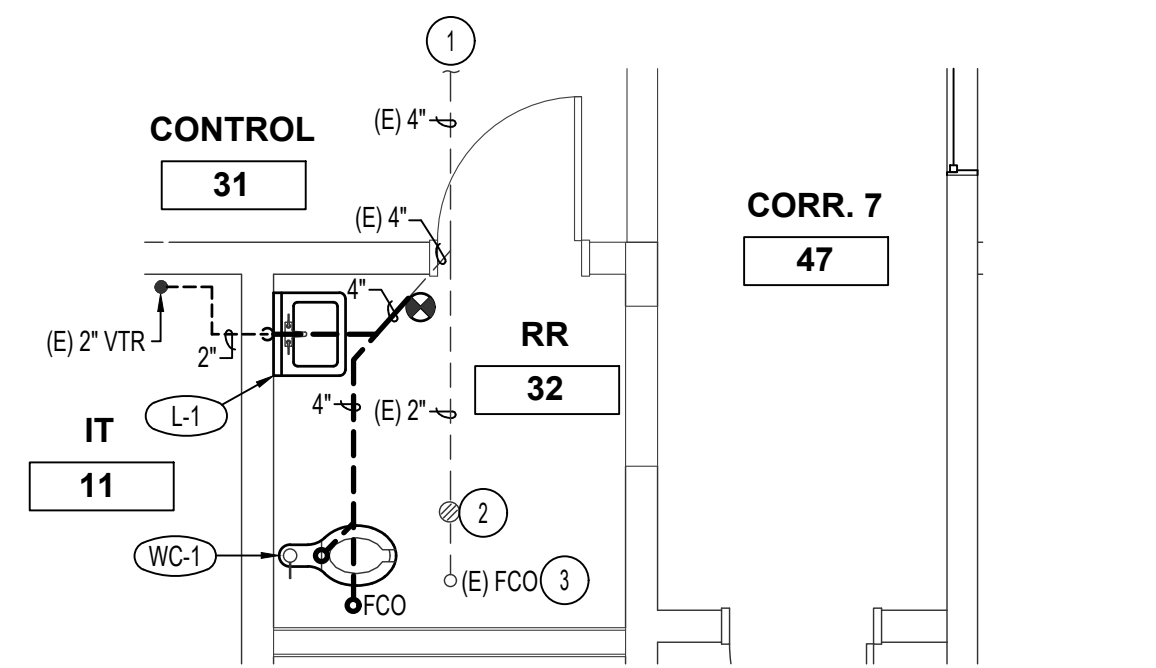 1
(E) 4"
CONTROL
31
(E) 4"
CORR. 7
47
4"
(E) 2" VTR
2"
RR
32
L-1
4"
(E) 2"
IT
11
2
WC-1
(E) FCO
3
FCO